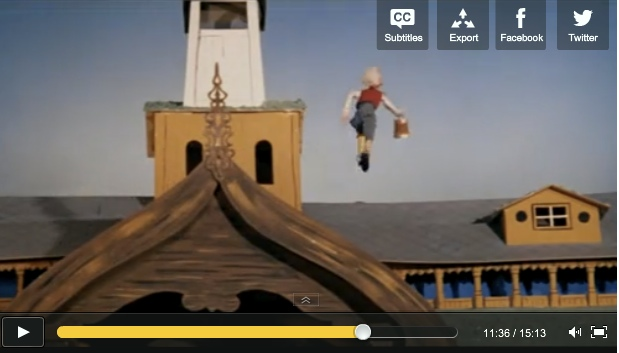 CC
Subtitles Export Facebook Twitter
11:36 / 15:13